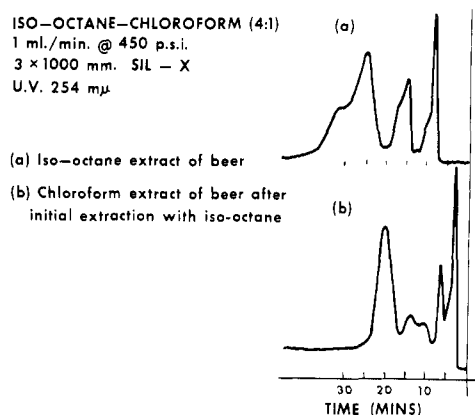 ISO—OCTANE—CHLOROFORM (4:1)
1 ml./min. @ 450 p.s.i.
3 × 1000 mm. SIL — X
U.V. 254 mμ
(a)
(a) Iso—octane extract of beer
(b) Chloroform extract of beer after
initial extraction with iso-octane
(b)
30 20 10
TIME (MINS)